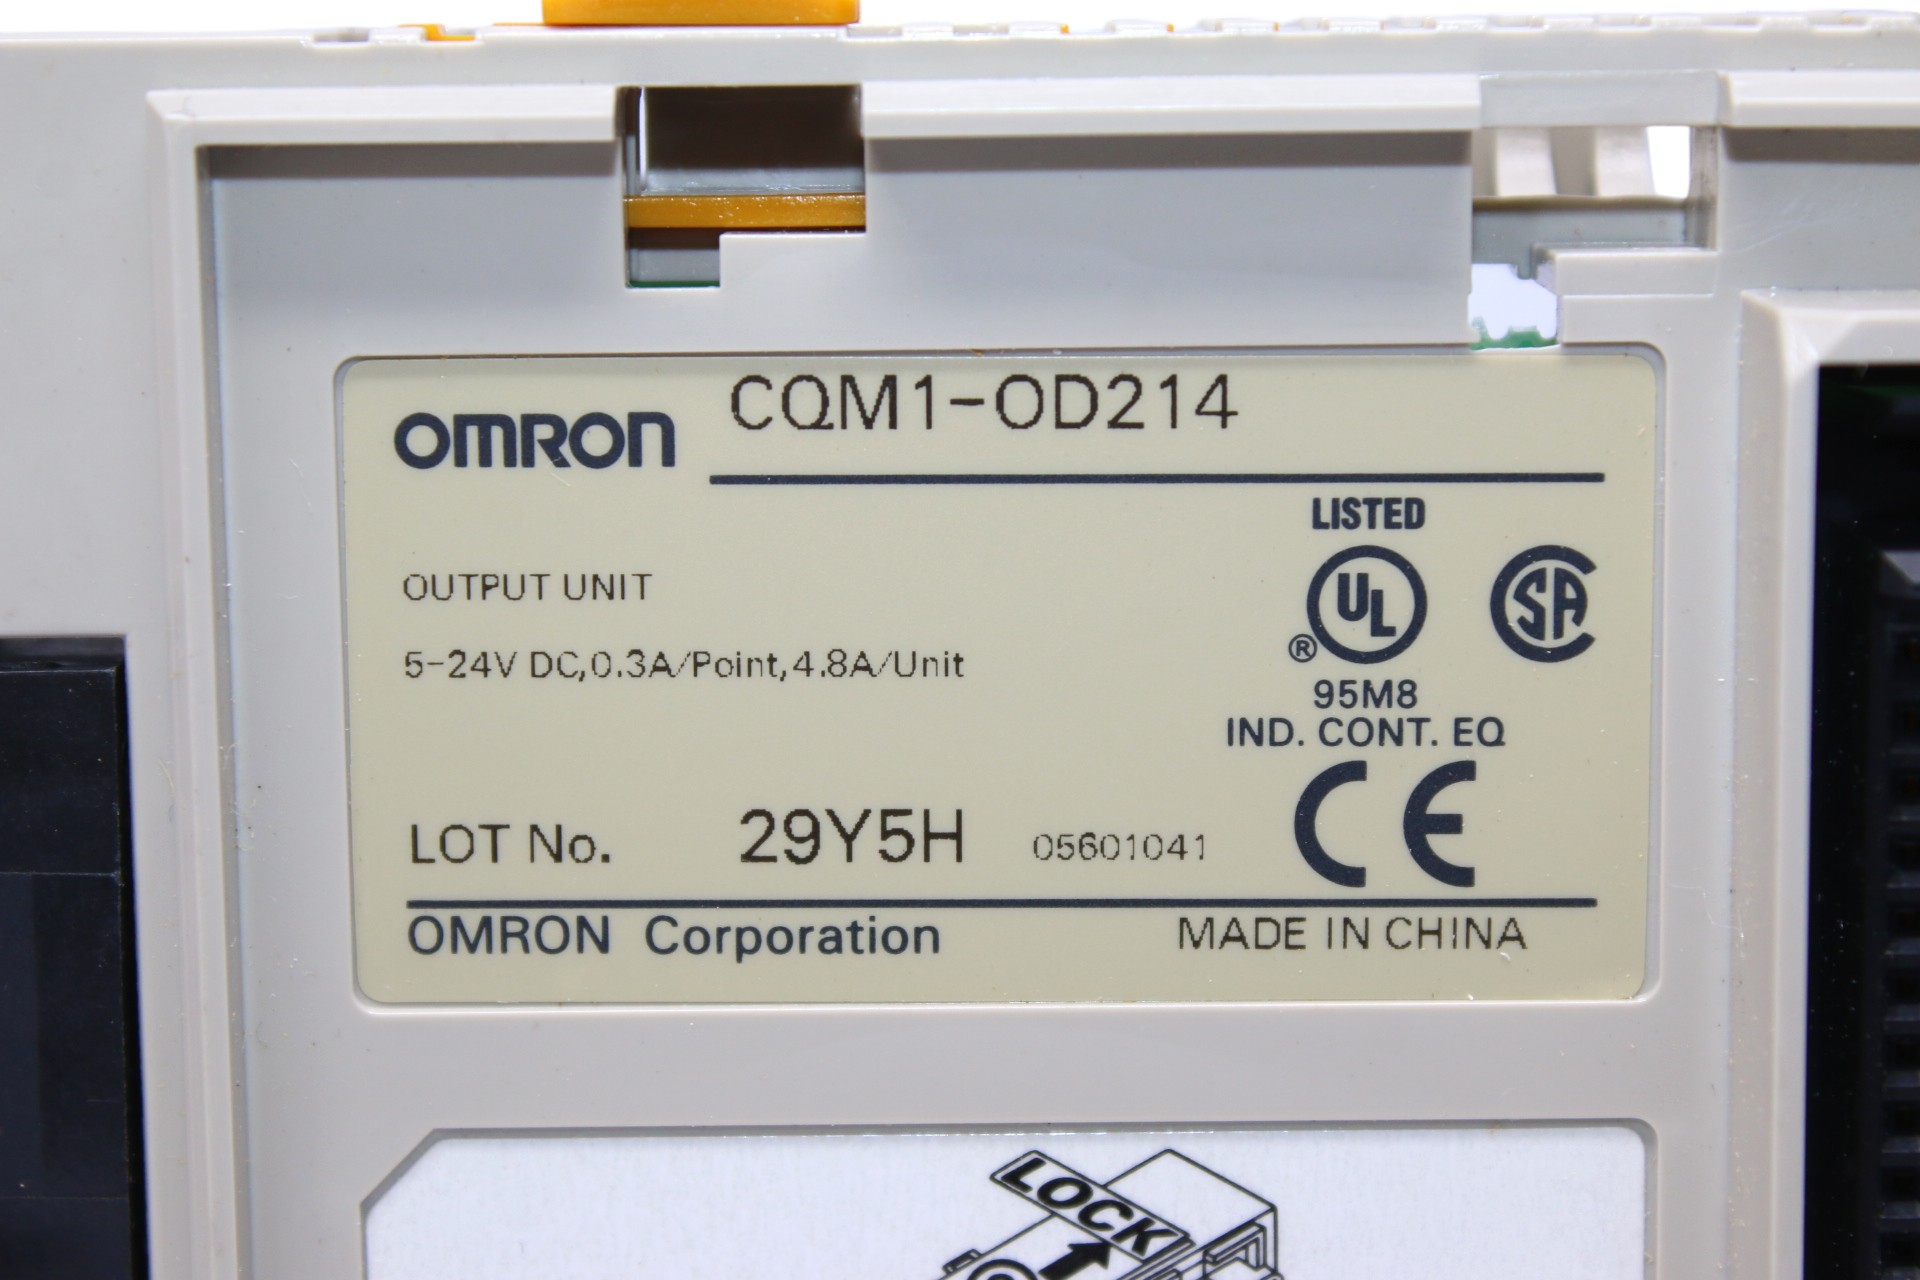 OMRON CQM1-OD214
LISTED
OUTPUT UNIT
UL
SA
®
5-24V DC,0.3A/Point,4.8A/Unit
95M8
IND. CONT. EQ
CE
LOT No. 29Y5H 05601041
OMRON Corporation MADE IN CHINA
LOCK